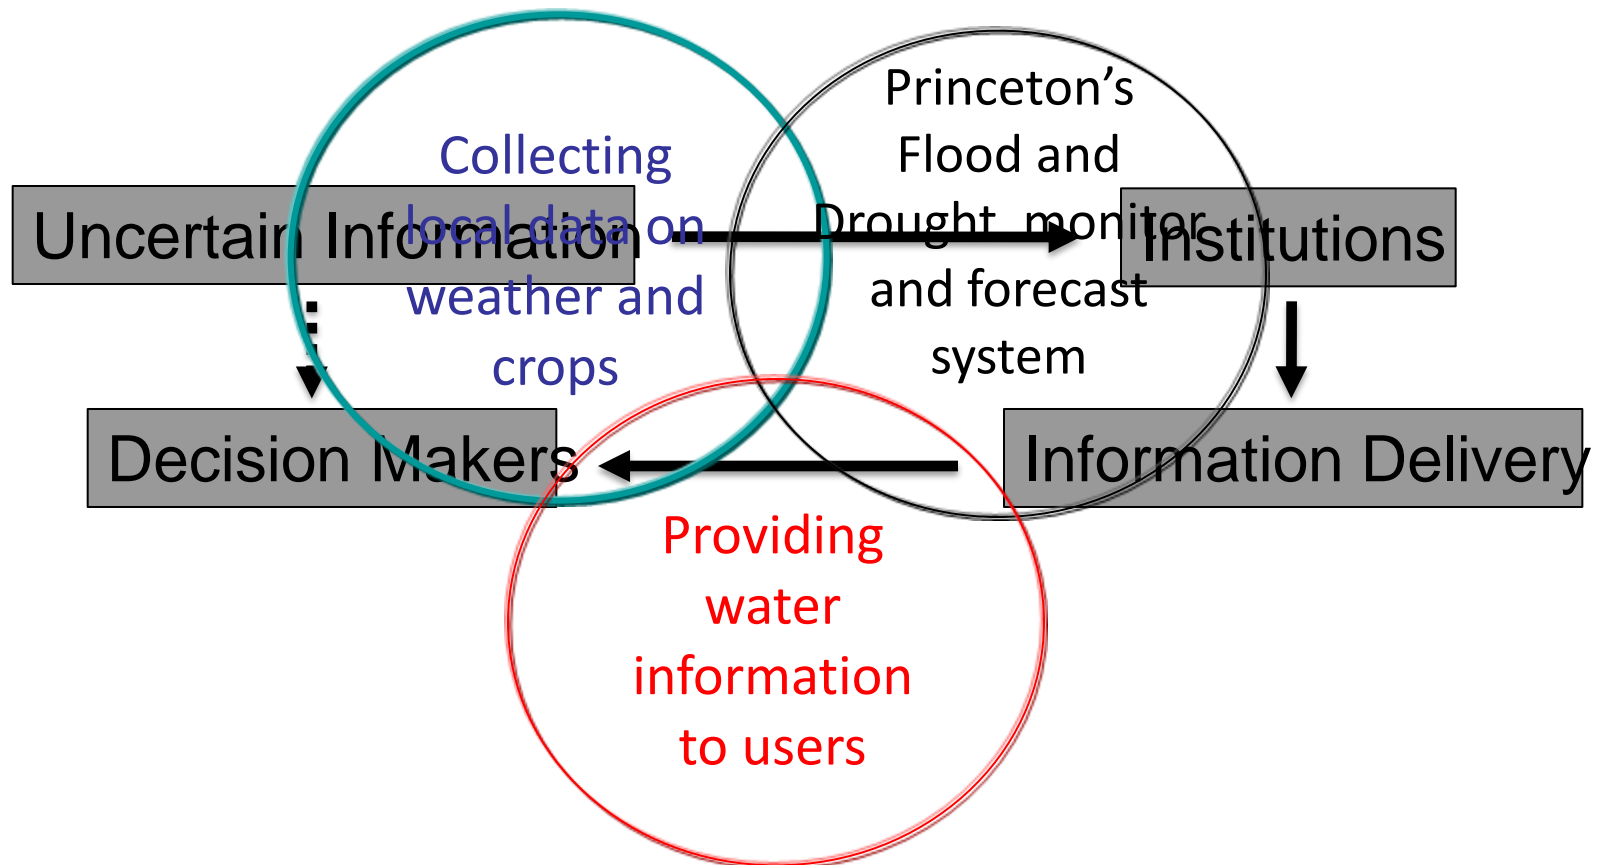 Collecting
local data on
weather and
crops
Princeton’s
Flood and
Drought monitor
and forecast
system
Uncertain Information
Institutions
Decision Makers
Information Delivery
Providing
water
information
to users